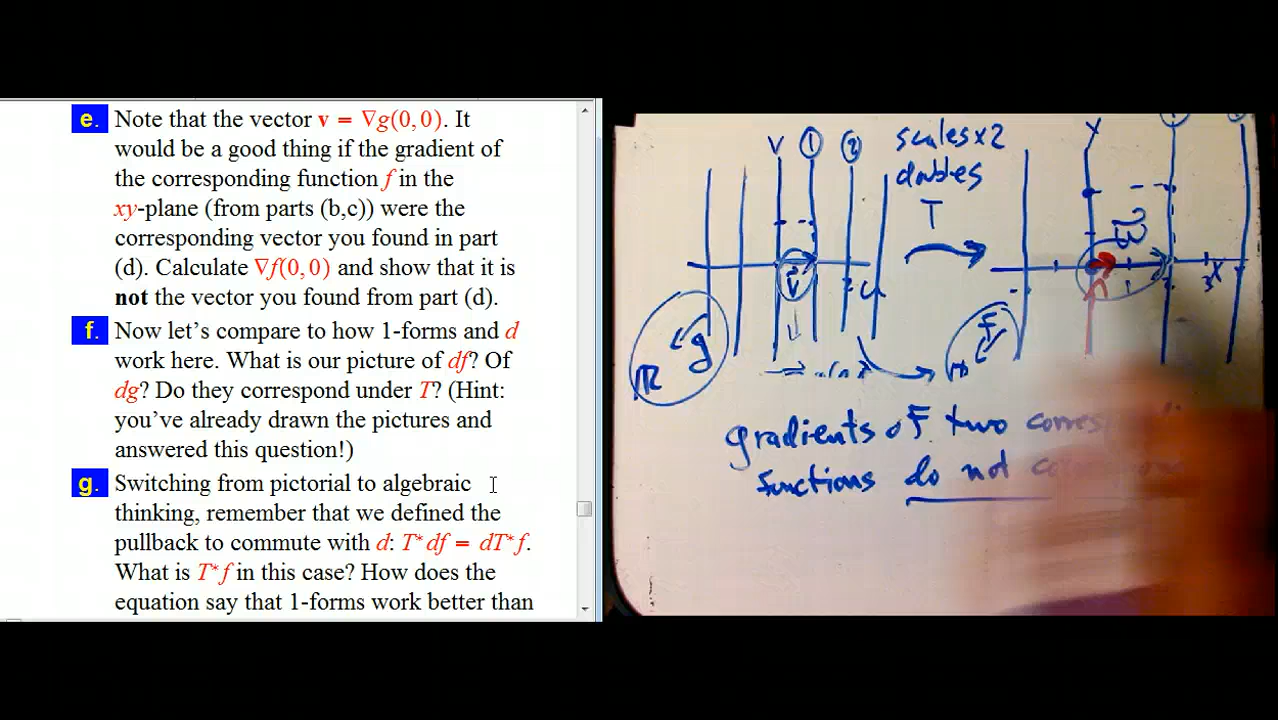 e. Note that the vector v = ∇g(0, 0). It
would be a good thing if the gradient of
the corresponding function f in the
xy-plane (from parts (b,c)) were the
corresponding vector you found in part
(d). Calculate ∇f(0, 0) and show that it is
not the vector you found from part (d).
f. Now let’s compare to how 1-forms and d
work here. What is our picture of df? Of
dg? Do they correspond under T? (Hint:
you’ve already drawn the pictures and
answered this question!)
g. Switching from pictorial to algebraic
thinking, remember that we defined the
pullback to commute with d: T*df = dT*f.
What is T*f in this case? How does the
equation say that 1-forms work better than
V 1 2
scales x2
doubles
T
v
u
g
R
y
x
f
gradients of two
functions do not